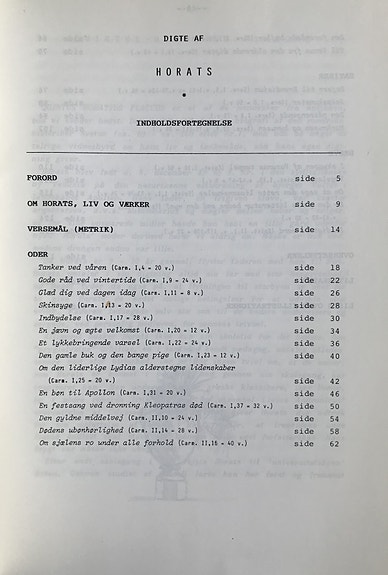 DIGTE AF
HORATS
•
INDHOLDSFORTEGNELSE
FORORD side 5
OM HORATS, LIV OG VÆRKER side 9
VERSEMÅL (METRIK) side 14
ODER
Tanker ved våren (Carm. I,4 - 20 v.) side 18
Gode råd ved vintertide (Carm. I,9 - 24 v.) side 22
Glæd dig ved dagen idag (Carm. I,11 - 8 v.) side 26
Skinsyge (Carm. I,13 - 20 v.) side 28
Indbydelse (Carm. I,17 - 28 v.) side 30
En jævn og ægte velkomst (Carm. I,20 - 12 v.) side 34
Et lykkebringende varsel (Carm. I,22 - 24 v.) side 36
Den gamle buk og den bange pige (Carm. I,23 - 12 v.) side 40
Om den liderlige Lydias alderstegne lidenskaber
(Carm. I,25 - 20 v.) side 42
En bøn til Apollon (Carm. I,31 - 20 v.) side 46
En festsang ved dronning Kleopatras død (Carm. I,37 - 32 v.) side 50
Den gyldne middelvej (Carm. II,10 - 24 v.) side 54
Dødens ubønhørlighed (Carm. II,14 - 28 v.) side 58
Om sjælens ro under alle forhold (Carm. II,16 - 40 v.) side 62